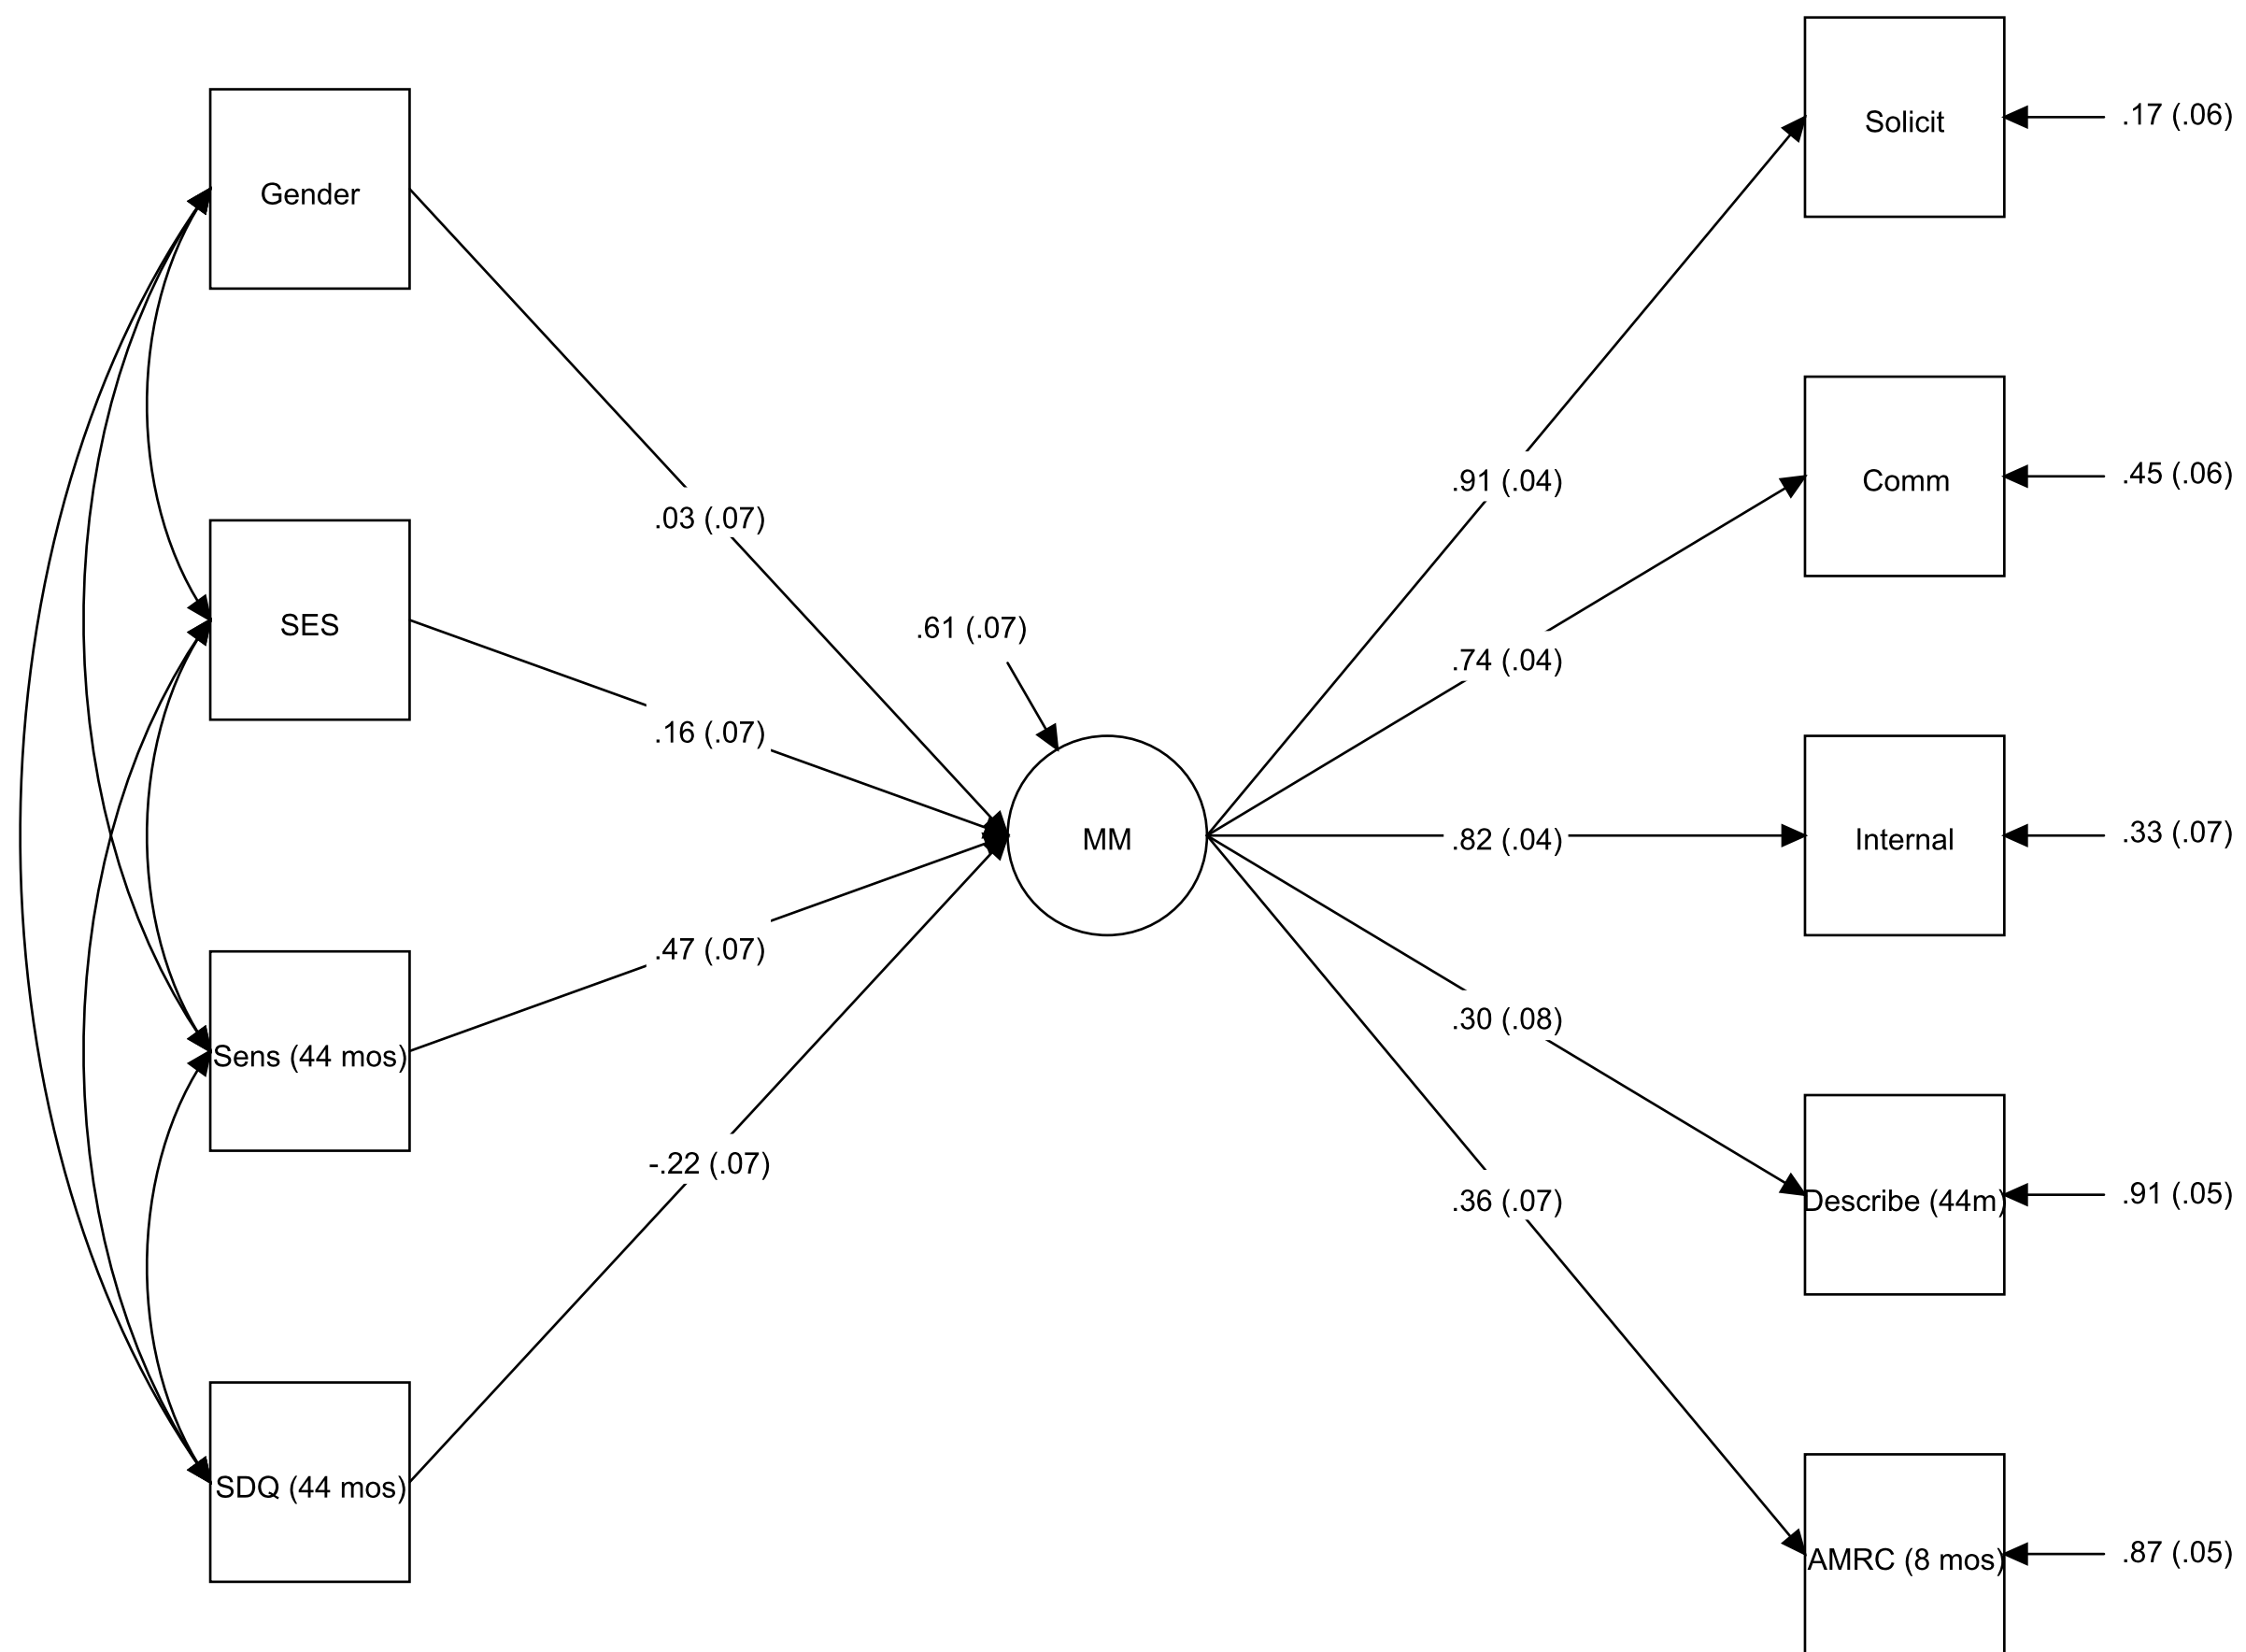 Gender
SES
Sens (44 mos)
SDQ (44 mos)
.03 (.07)
.16 (.07)
.47 (.07)
-.22 (.07)
.61 (.07)
MM
.91 (.04)
.74 (.04)
.82 (.04)
.30 (.08)
.36 (.07)
Solicit
Comm
Internal
Describe (44m)
AMRC (8 mos)
.17 (.06)
.45 (.06)
.33 (.07)
.91 (.05)
.87 (.05)